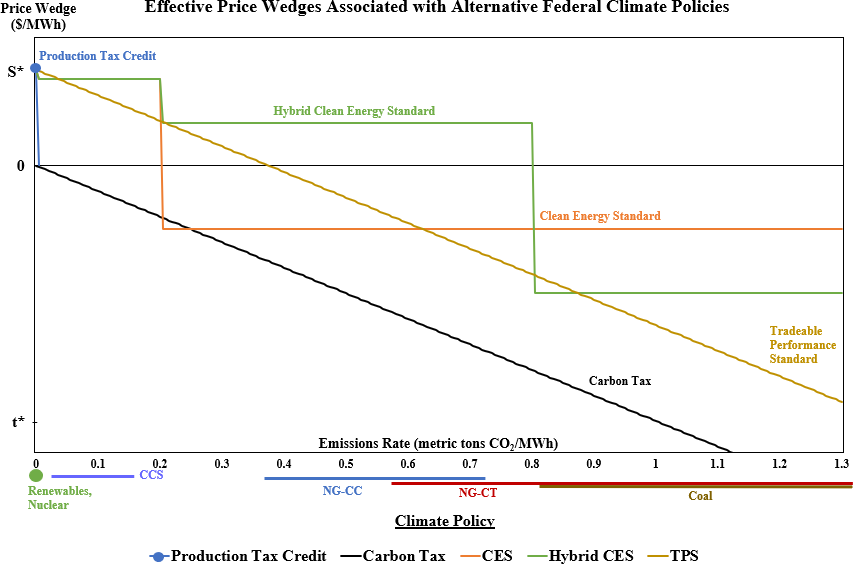 Effective Price Wedges Associated with Alternative Federal Climate Policies
Price Wedge
($/MWh)
Production Tax Credit
S*
Hybrid Clean Energy Standard
0
Clean Energy Standard
Tradeable
Performance
Standard
Carbon Tax
t*
Emissions Rate (metric tons CO₂/MWh)
0 0.1 0.2 0.3 0.4 0.5 0.6 0.7 0.8 0.9 1 1.1 1.2 1.3
CCS
Renewables,
Nuclear
NG-CC
NG-CT
Coal
Climate Policy
Production Tax Credit Carbon Tax CES Hybrid CES TPS